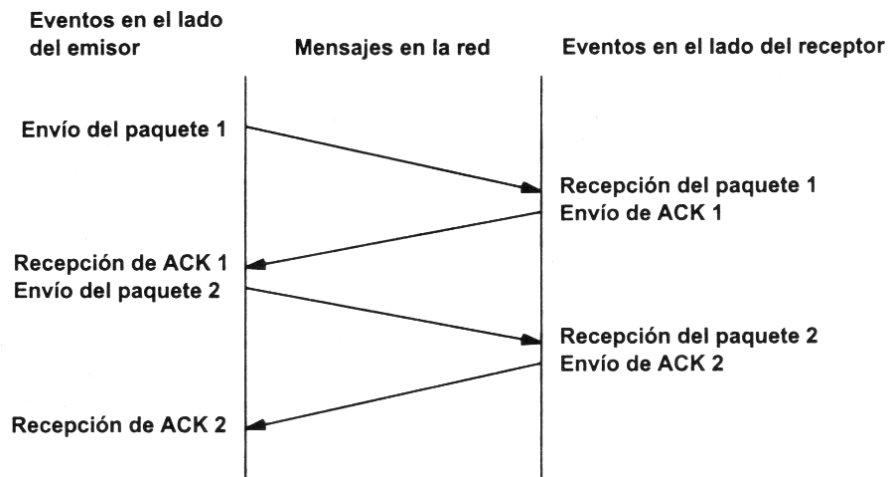 Eventos en el lado
del emisor
Mensajes en la red
Eventos en el lado del receptor
Envío del paquete 1
Recepción del paquete 1
Envío de ACK 1
Recepción de ACK 1
Envío del paquete 2
Recepción del paquete 2
Envío de ACK 2
Recepción de ACK 2